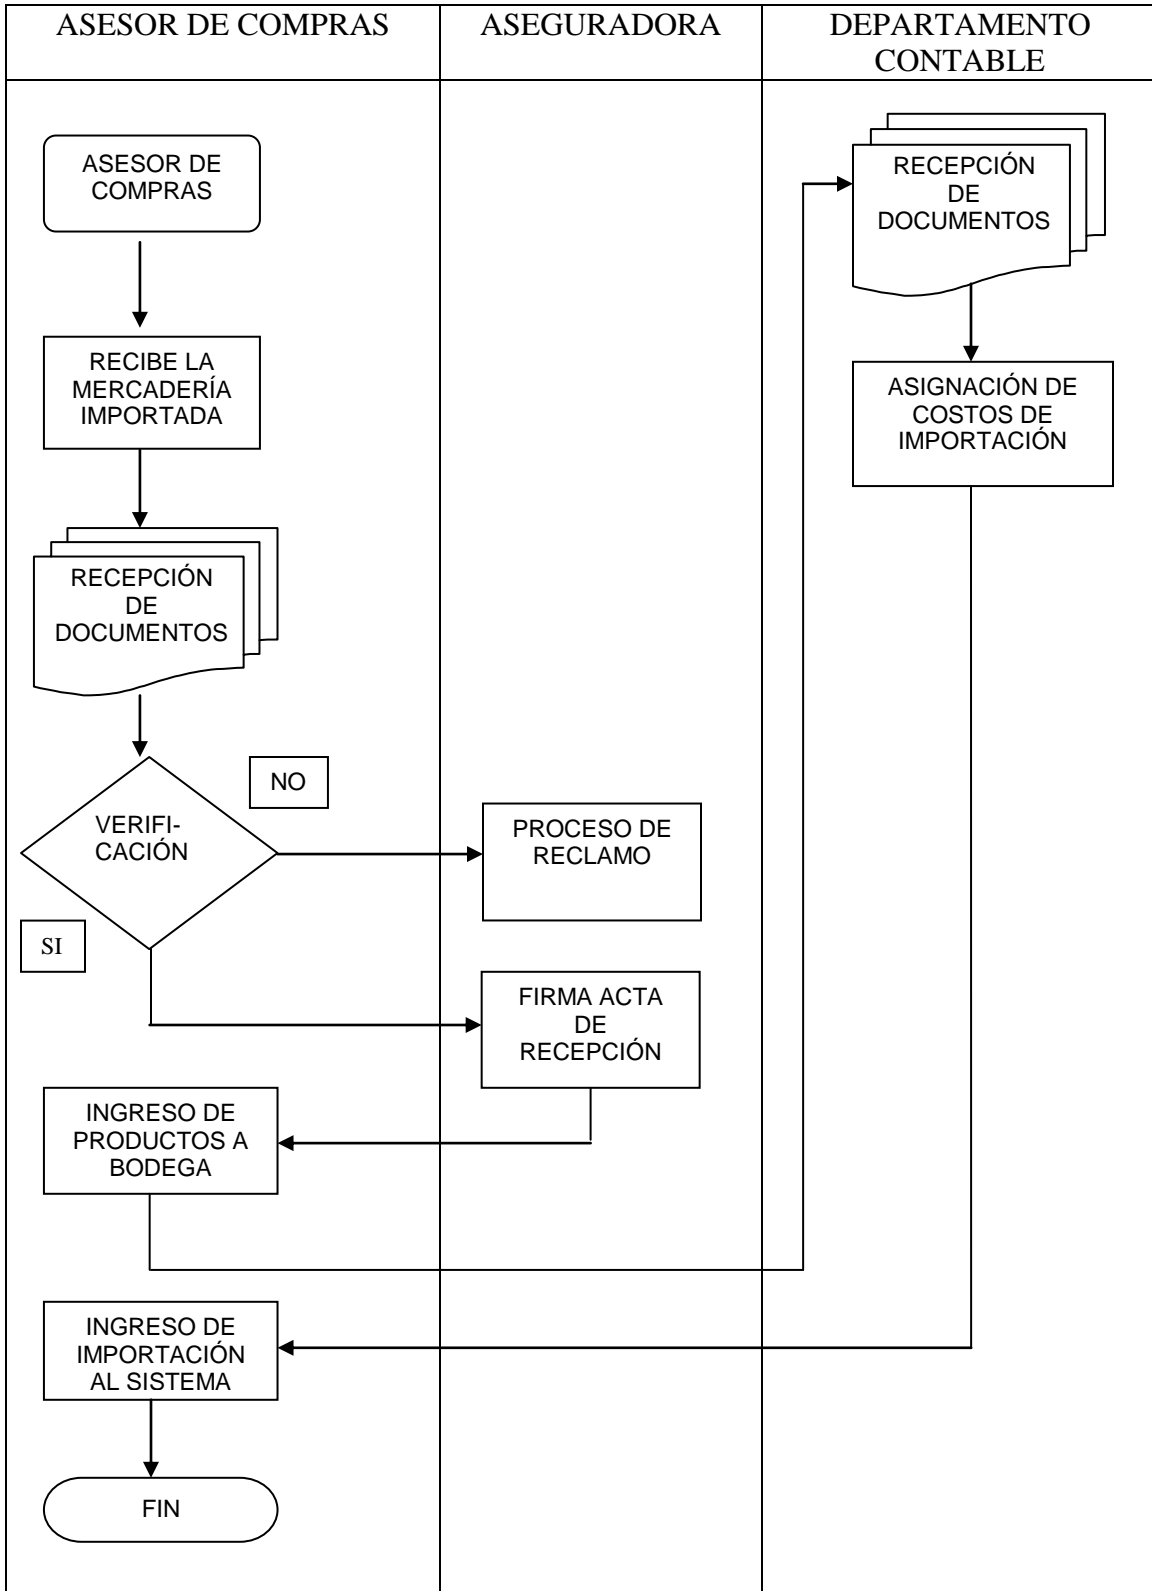 ASESOR DE COMPRAS
ASEGURADORA
DEPARTAMENTO
CONTABLE
ASESOR DE
COMPRAS
RECIBE LA
MERCADERÍA
IMPORTADA
RECEPCIÓN
DE
DOCUMENTOS
VERIFI-
CACIÓN
NO
SI
PROCESO DE
RECLAMO
FIRMA ACTA
DE
RECEPCIÓN
INGRESO DE
PRODUCTOS A
BODEGA
RECEPCIÓN
DE
DOCUMENTOS
ASIGNACIÓN DE
COSTOS DE
IMPORTACIÓN
INGRESO DE
IMPORTACIÓN
AL SISTEMA
FIN